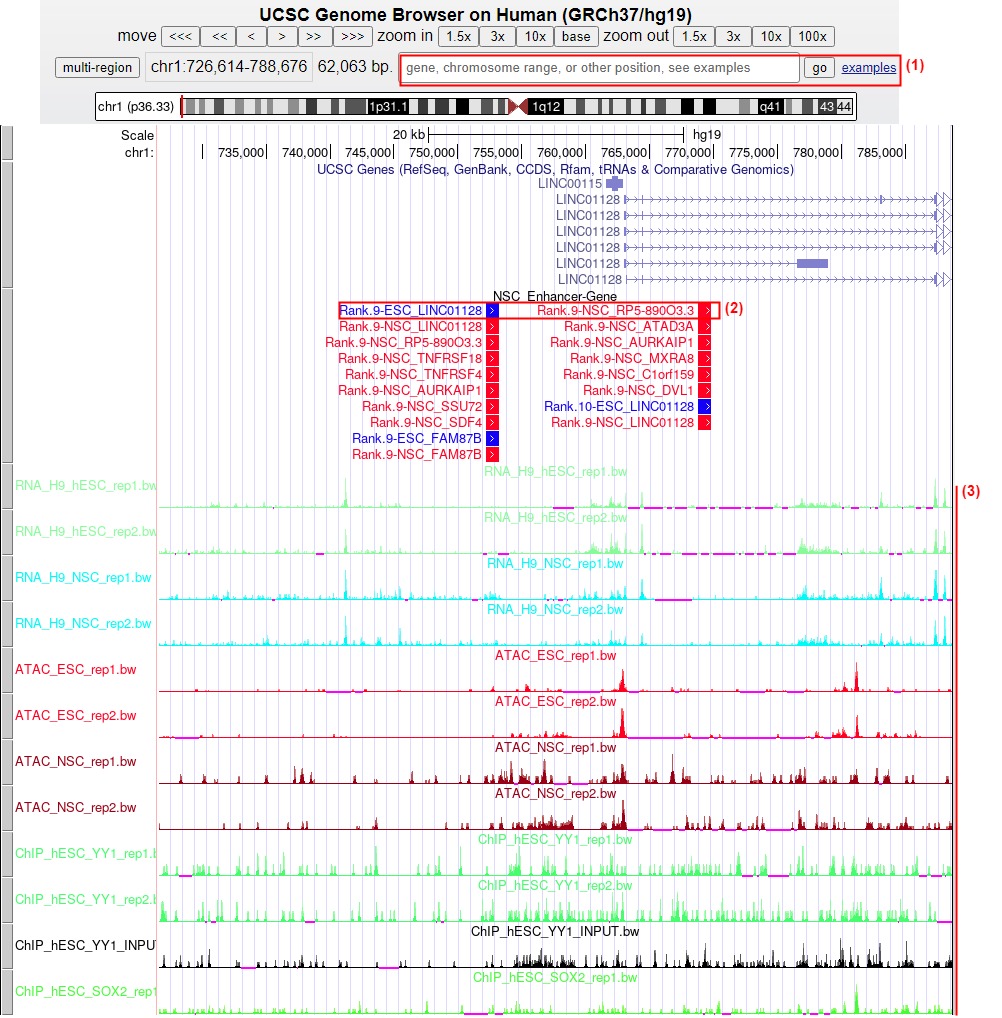 UCSC Genome Browser on Human (GRCh37/hg19)
move <<< << < > >> >>> zoom in 1.5x 3x 10x base zoom out 1.5x 3x 10x 100x
multi-region chr1:726,614-788,676 62,063 bp. gene, chromosome range, or other position, see examples go examples (1)
chr1 (p36.33) 1p31.1 1q12 q41 43 44
Scale 20 kb hg19
chr1: 735,000 740,000 745,000 750,000 755,000 760,000 765,000 770,000 775,000 780,000 785,000
UCSC Genes (RefSeq, GenBank, CCDS, Rfam, tRNAs & Comparative Genomics)
LINC00115
LINC01128
LINC01128
LINC01128
LINC01128
LINC01128
LINC01128
NSC_Enhancer-Gene
Rank.9-ESC_LINC01128 Rank.9-NSC_RP5-890O3.3 (2)
Rank.9-NSC_LINC01128 Rank.9-NSC_ATAD3A
Rank.9-NSC_RP5-890O3.3 Rank.9-NSC_AURKAIP1
Rank.9-NSC_TNFRSF18 Rank.9-NSC_MXRA8
Rank.9-NSC_TNFRSF4 Rank.9-NSC_C1orf159
Rank.9-NSC_AURKAIP1 Rank.9-NSC_DVL1
Rank.9-NSC_SSU72 Rank.10-ESC_LINC01128
Rank.9-NSC_SDF4 Rank.9-NSC_LINC01128
Rank.9-ESC_FAM87B
Rank.9-NSC_FAM87B
RNA_H9_hESC_rep1.bw
RNA_H9_hESC_rep1.bw (3)
RNA_H9_hESC_rep2.bw
RNA_H9_hESC_rep2.bw
RNA_H9_NSC_rep1.bw
RNA_H9_NSC_rep1.bw
RNA_H9_NSC_rep2.bw
RNA_H9_NSC_rep2.bw
ATAC_ESC_rep1.bw
ATAC_ESC_rep1.bw
ATAC_ESC_rep2.bw
ATAC_ESC_rep2.bw
ATAC_NSC_rep1.bw
ATAC_NSC_rep1.bw
ATAC_NSC_rep2.bw
ATAC_NSC_rep2.bw
ChIP_hESC_YY1_rep1.bw
ChIP_hESC_YY1_rep1.
ChIP_hESC_YY1_rep2.bw
ChIP_hESC_YY1_rep2.
ChIP_hESC_YY1_INPUT.bw
ChIP_hESC_YY1_INPU
ChIP_hESC_SOX2_rep1.bw
ChIP_hESC_SOX2_rep1